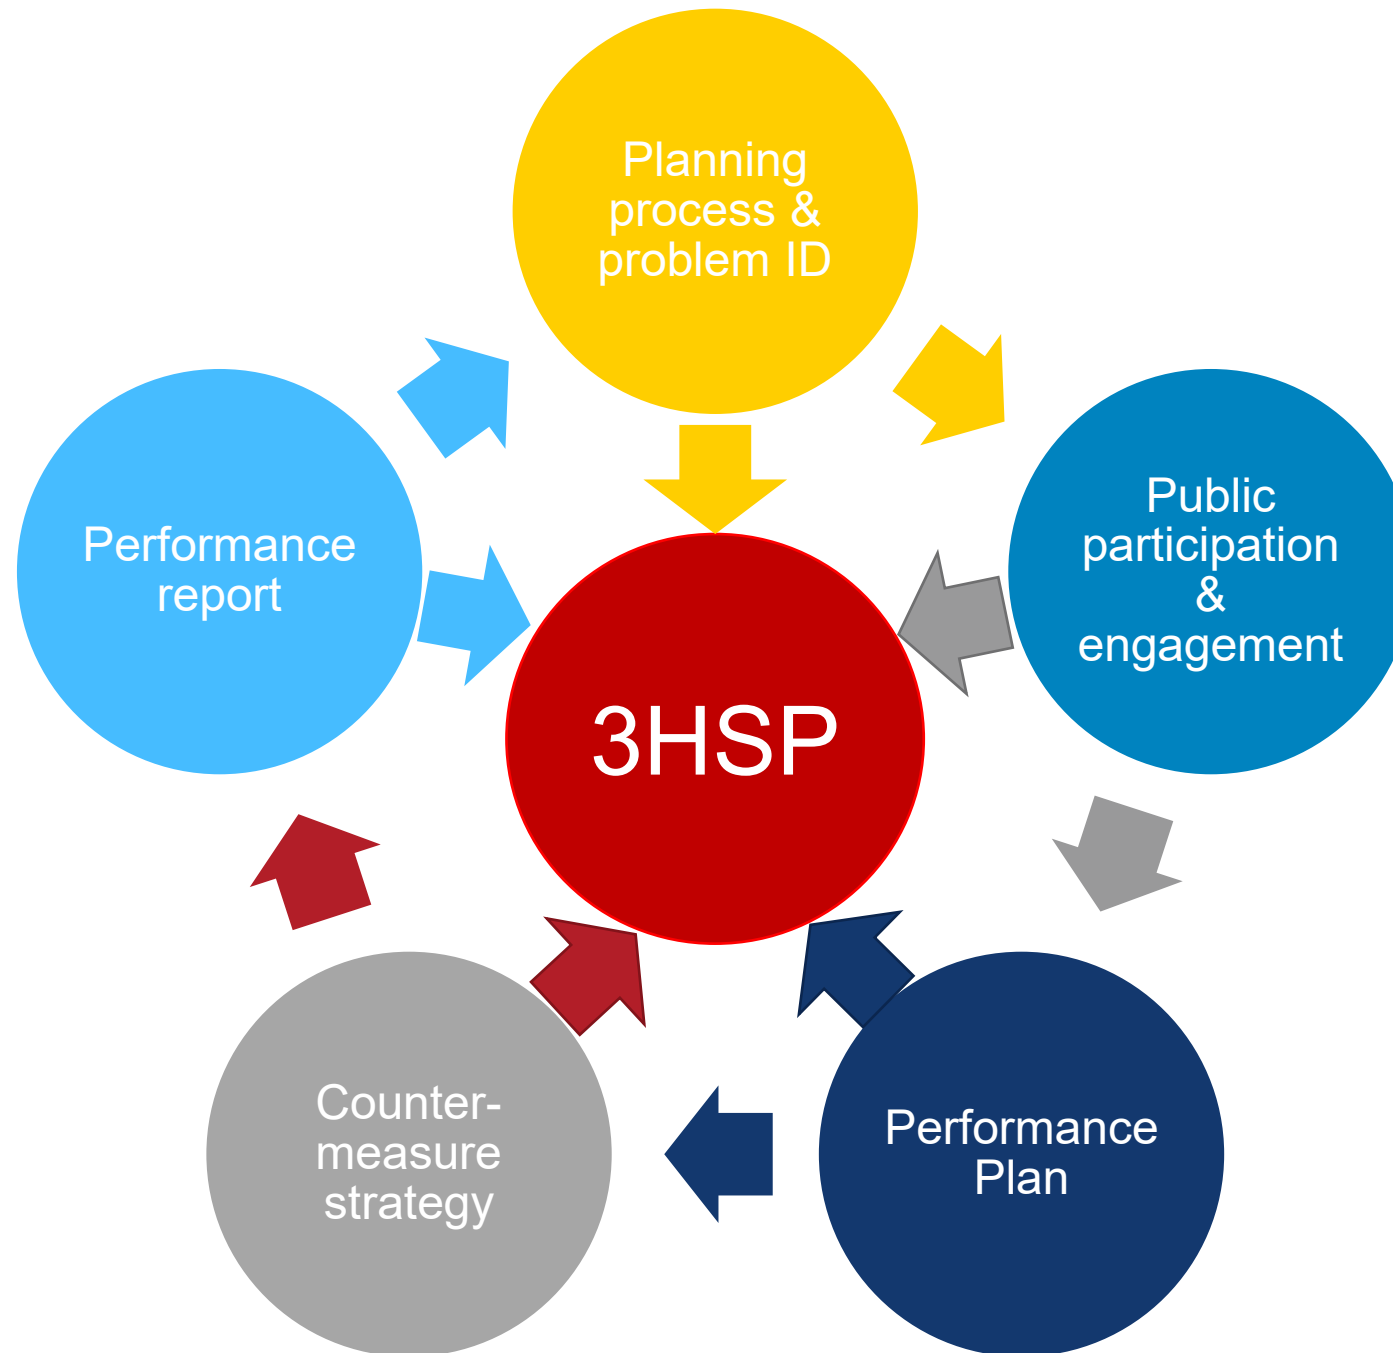 Planning
process &
problem ID
Public
participation
&
engagement
Performance
report
3HSP
Counter-
measure
strategy
Performance
Plan